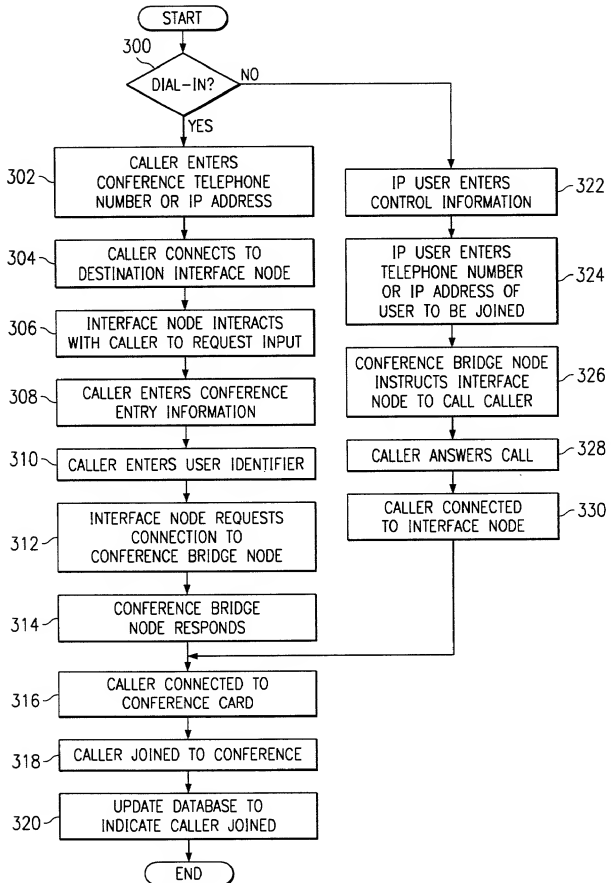 START
300
DIAL-IN?
NO
YES
302
CALLER ENTERS
CONFERENCE TELEPHONE
NUMBER OR IP ADDRESS
304
CALLER CONNECTS TO
DESTINATION INTERFACE NODE
306
INTERFACE NODE INTERACTS
WITH CALLER TO REQUEST INPUT
308
CALLER ENTERS CONFERENCE
ENTRY INFORMATION
310
CALLER ENTERS USER IDENTIFIER
312
INTERFACE NODE REQUESTS
CONNECTION TO
CONFERENCE BRIDGE NODE
314
CONFERENCE BRIDGE
NODE RESPONDS
322
IP USER ENTERS
CONTROL INFORMATION
324
IP USER ENTERS
TELEPHONE NUMBER
OR IP ADDRESS OF
USER TO BE JOINED
326
CONFERENCE BRIDGE NODE
INSTRUCTS INTERFACE
NODE TO CALL CALLER
328
CALLER ANSWERS CALL
330
CALLER CONNECTED
TO INTERFACE NODE
316
CALLER CONNECTED TO
CONFERENCE CARD
318
CALLER JOINED TO CONFERENCE
320
UPDATE DATABASE TO
INDICATE CALLER JOINED
END